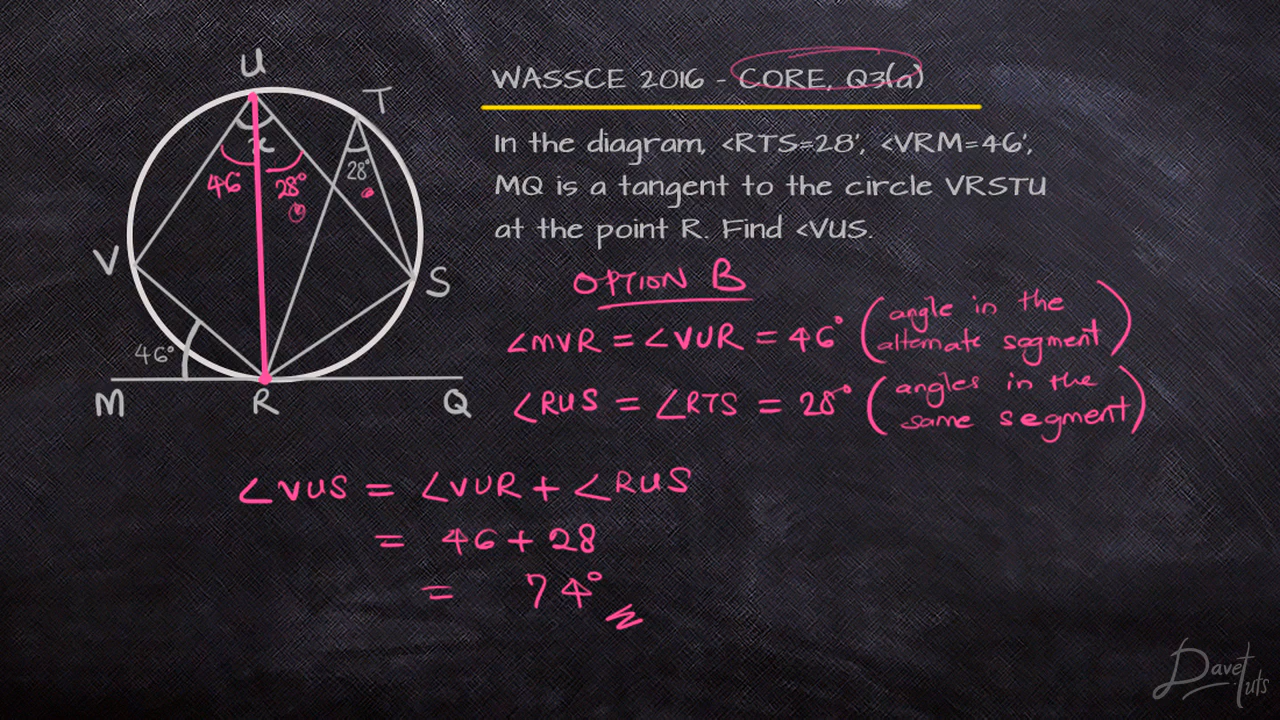 WASSCE 2016 - CORE, Q3(a)
In the diagram, <RTS=28°, <VRM=46°,
MQ is a tangent to the circle VRSTU
at the point R. Find <VUS.
U
T
x
46°
28°
28°
V
S
46°
M
R
Q
OPTION B
∠MVR = ∠VUR = 46° (angle in the
alternate segment)
∠RUS = ∠RTS = 28° (angles in the
same segment)
∠VUS = ∠VUR + ∠RUS
= 46 + 28
= 74°
Davet
Tuts